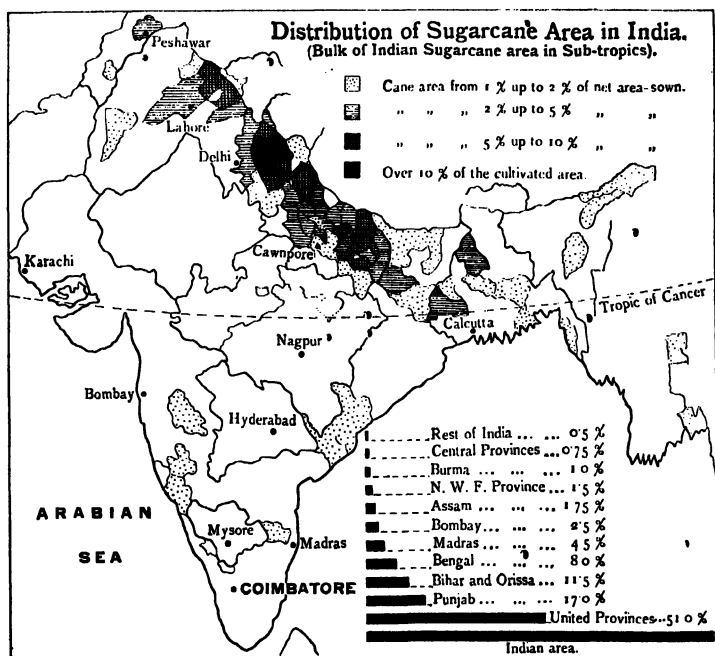 Distribution of Sugarcane Area in India.
(Bulk of Indian Sugarcane area in Sub-tropics).
Cane area from 1 % up to 2 % of net area-sown.
„ „ „ 2 % up to 5 % „ „
„ „ „ 5 % up to 10 % „ „
Over 10 % of the cultivated area.
Peshawar
Lahore
Delhi
Cawnpore
Karachi
Tropic of Cancer
Calcutta
Nagpur
Bombay
Hyderabad
Rest of India ... ... 0·5 %
Central Provinces ... 0·75 %
Burma ... ... ... 1 0 %
N. W. F. Province ... 1·5 %
Assam ... ... ... 1 75 %
Bombay ... ... ... 2·5 %
Madras ... ... ... 4 5 %
Bengal ... ... ... 8 0 %
Bihar and Orissa ... 11·5 %
Punjab ... ... ... 17·0 %
United Provinces...51 0 %
Indian area.
ARABIAN
SEA
Mysore
Madras
COIMBATORE